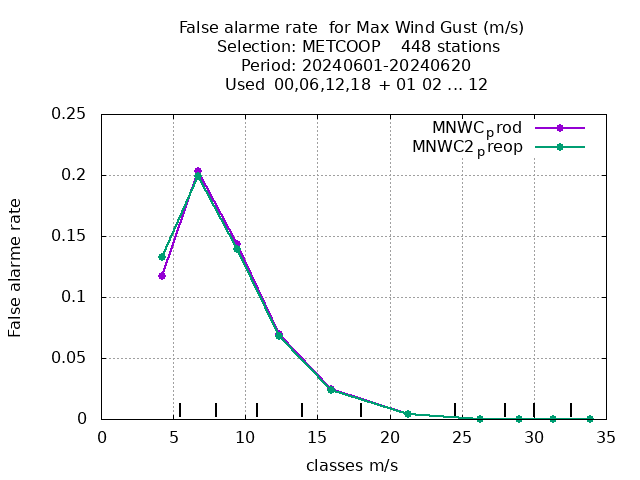 False alarme rate  for Max Wind Gust (m/s)
Selection: METCOOP    448 stations
Period: 20240601-20240620
Used  00,06,12,18  + 01 02 ... 12
MNWCprod
MNWC2preop
False alarme rate
0.25
0.2
0.15
0.1
0.05
0
0 5 10 15 20 25 30 35
classes m/s